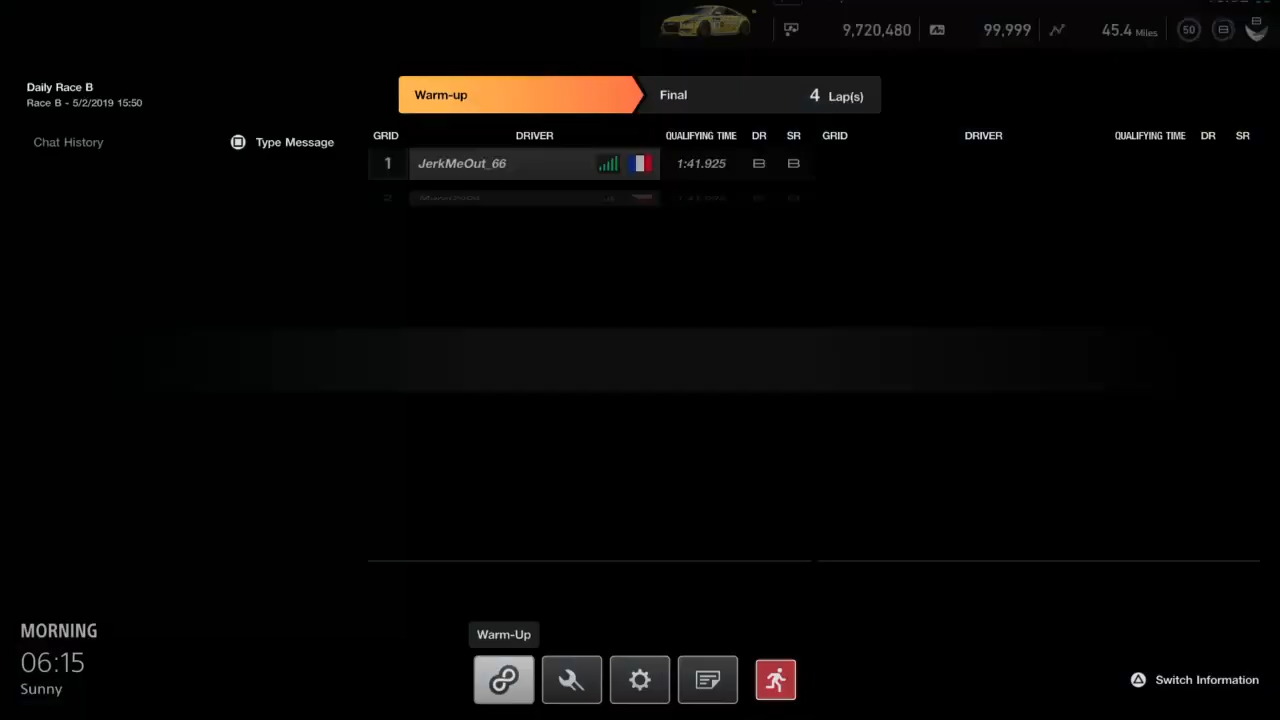 9,720,480
99,999
45.4 Miles
50
B
Daily Race B
Race B - 5/2/2019 15:50
Warm-up
Final
4 Lap(s)
Chat History
Type Message
GRID DRIVER QUALIFYING TIME DR SR
GRID DRIVER QUALIFYING TIME DR SR
1 JerkMeOut_66 1:41.925 B B
2
MORNING
06:15
Sunny
Warm-Up
Switch Information